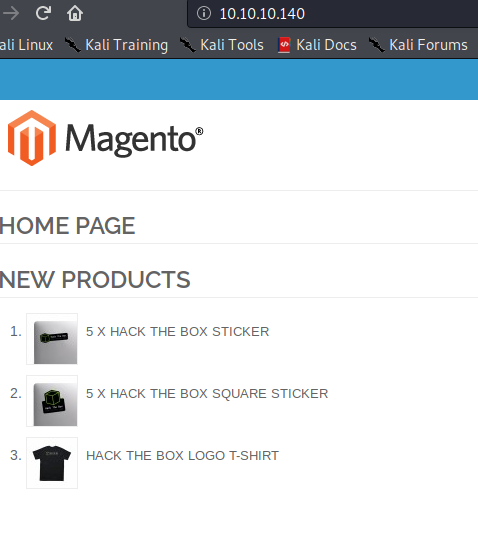 10.10.10.140
ali Linux Kali Training Kali Tools Kali Docs Kali Forums
Magento®
HOME PAGE
NEW PRODUCTS
1. 5 X HACK THE BOX STICKER
2. 5 X HACK THE BOX SQUARE STICKER
3. HACK THE BOX LOGO T-SHIRT